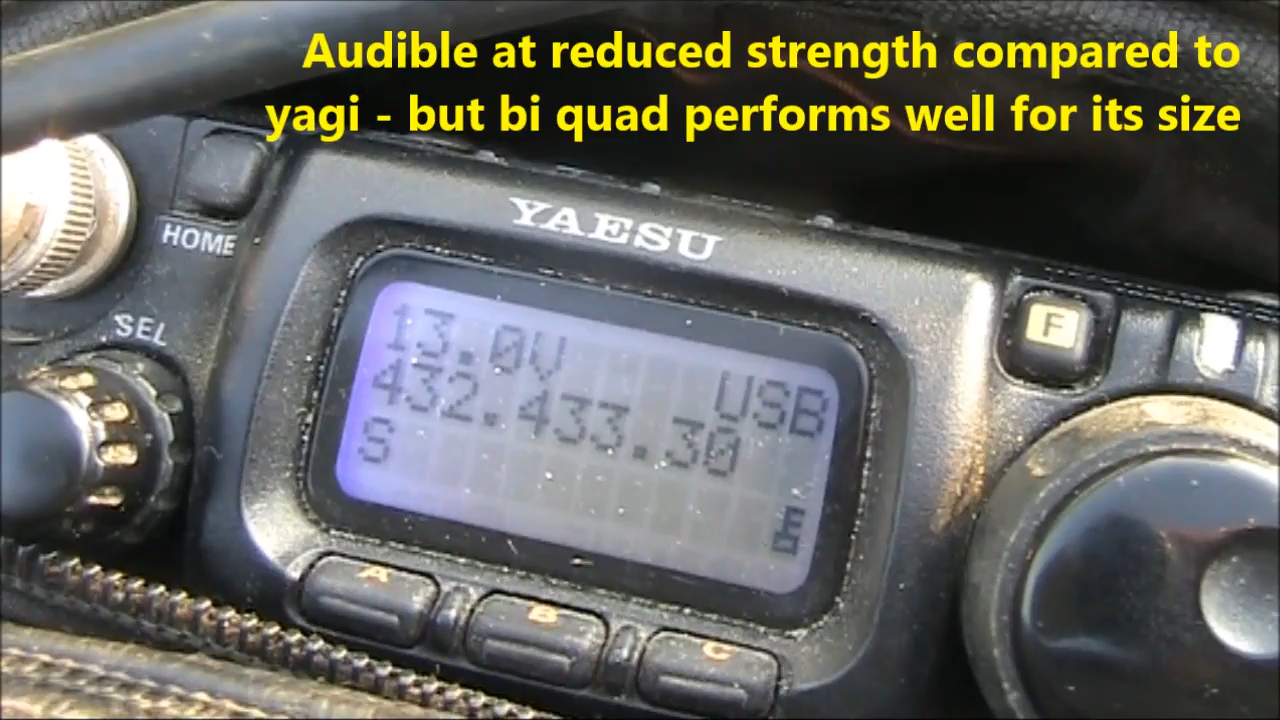 Audible at reduced strength compared to
yagi - but bi quad performs well for its size
YAESU
HOME
SEL
F
13.0V
USB
432.433.30
S
A
B
C